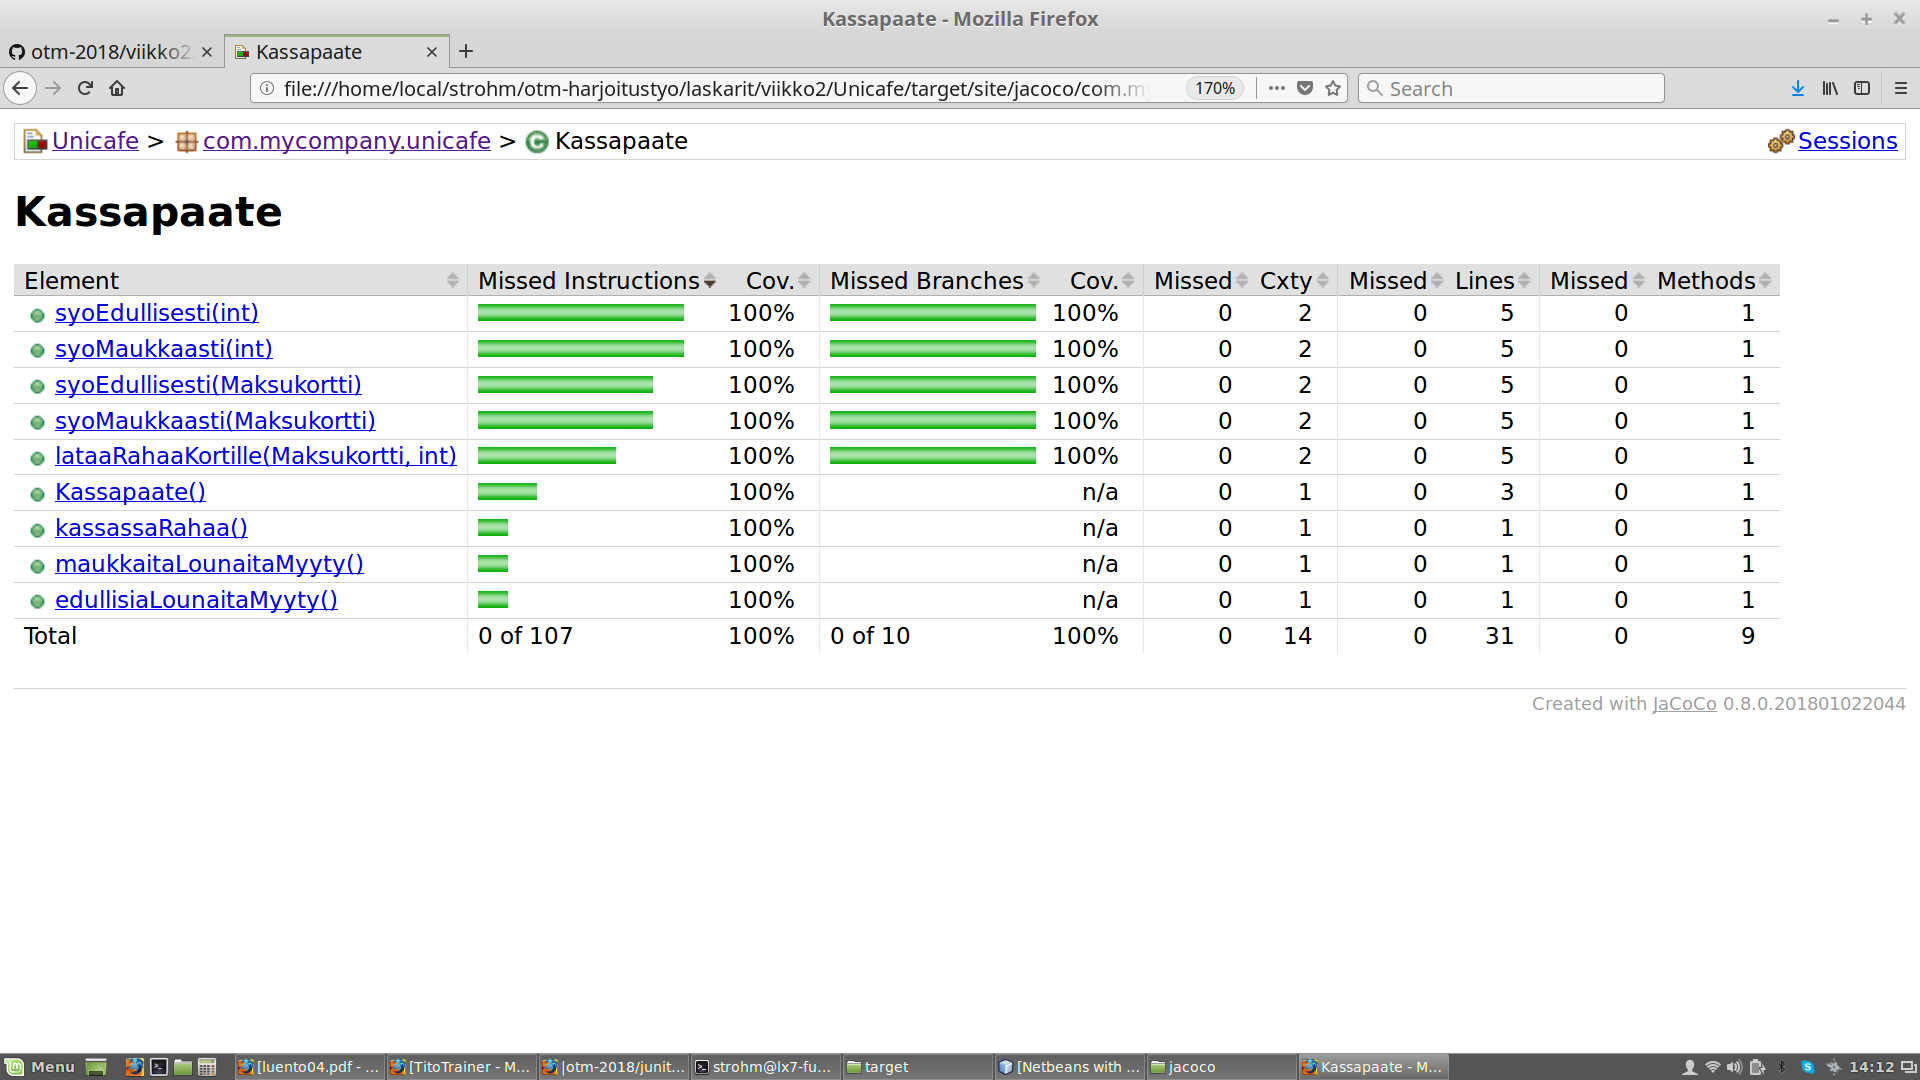 Kassapaate - Mozilla Firefox
otm-2018/viikko2 Kassapaate
file:///home/local/strohm/otm-harjoitustyo/laskarit/viikko2/Unicafe/target/site/jacoco/com.my 170% Search
Unicafe > com.mycompany.unicafe > Kassapaate Sessions
Kassapaate
Element Missed Instructions Cov. Missed Branches Cov. Missed Cxty Missed Lines Missed Methods
syoEdullisesti(int) 100% 100% 0 2 0 5 0 1
syoMaukkaasti(int) 100% 100% 0 2 0 5 0 1
syoEdullisesti(Maksukortti) 100% 100% 0 2 0 5 0 1
syoMaukkaasti(Maksukortti) 100% 100% 0 2 0 5 0 1
lataaRahaaKortille(Maksukortti, int) 100% 100% 0 2 0 5 0 1
Kassapaate() 100% n/a 0 1 0 3 0 1
kassassaRahaa() 100% n/a 0 1 0 1 0 1
maukkaitaLounaitaMyyty() 100% n/a 0 1 0 1 0 1
edullisiaLounaitaMyyty() 100% n/a 0 1 0 1 0 1
Total 0 of 107 100% 0 of 10 100% 0 14 0 31 0 9
Created with JaCoCo 0.8.0.201801022044
Menu [luento04.pdf - ... [TitoTrainer - M... |otm-2018/junit... strohm@lx7-fu... target [Netbeans with ... jacoco Kassapaate - M... 14:12